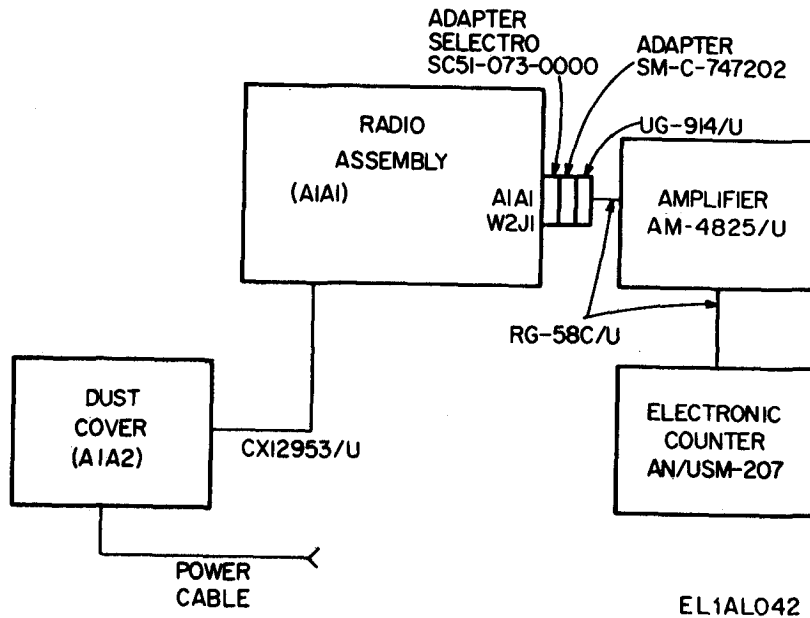 ADAPTER
SELECTRO
SC51-073-0000
ADAPTER
SM-C-747202
UG-914/U
RADIO
ASSEMBLY
(A1A1)
A1A1
W2J1
AMPLIFIER
AM-4825/U
RG-58C/U
DUST
COVER
(A1A2)
CX12953/U
ELECTRONIC
COUNTER
AN/USM-207
POWER
CABLE
EL1AL042